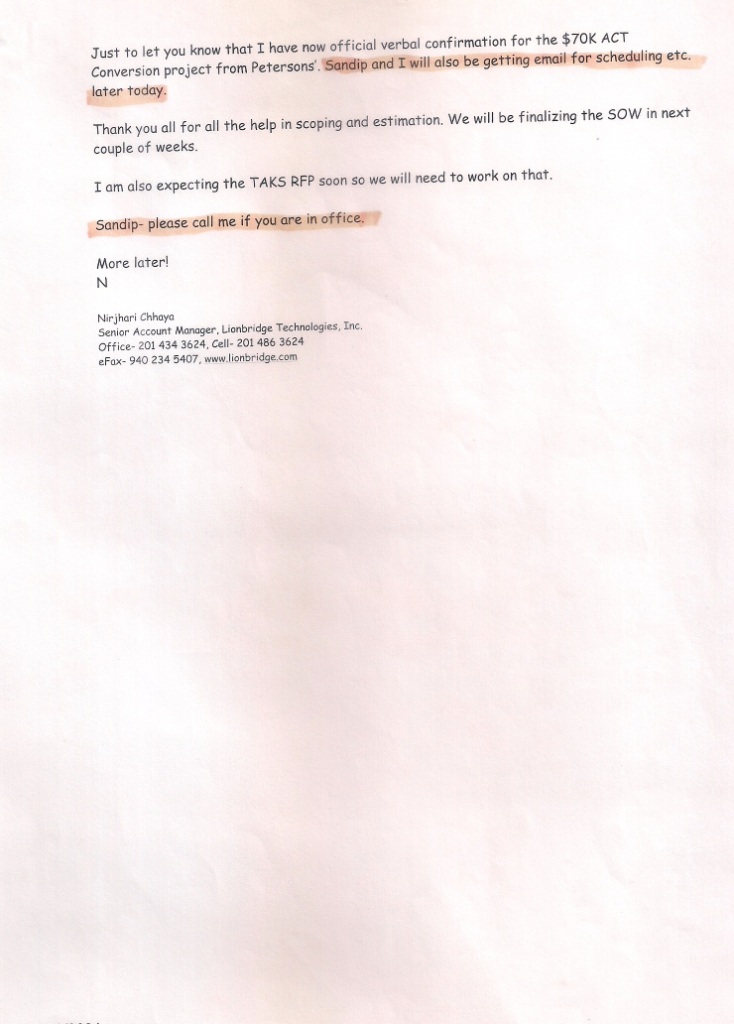 Just to let you know that I have now official verbal confirmation for the $70K ACT
Conversion project from Petersons'. Sandip and I will also be getting email for scheduling etc.
later today.
Thank you all for all the help in scoping and estimation. We will be finalizing the SOW in next
couple of weeks.
I am also expecting the TAKS RFP soon so we will need to work on that.
Sandip- please call me if you are in office.
More later!
N
Nirjhari Chhaya
Senior Account Manager, Lionbridge Technologies, Inc.
Office- 201 434 3624, Cell- 201 486 3624
eFax- 940 234 5407, www.lionbridge.com